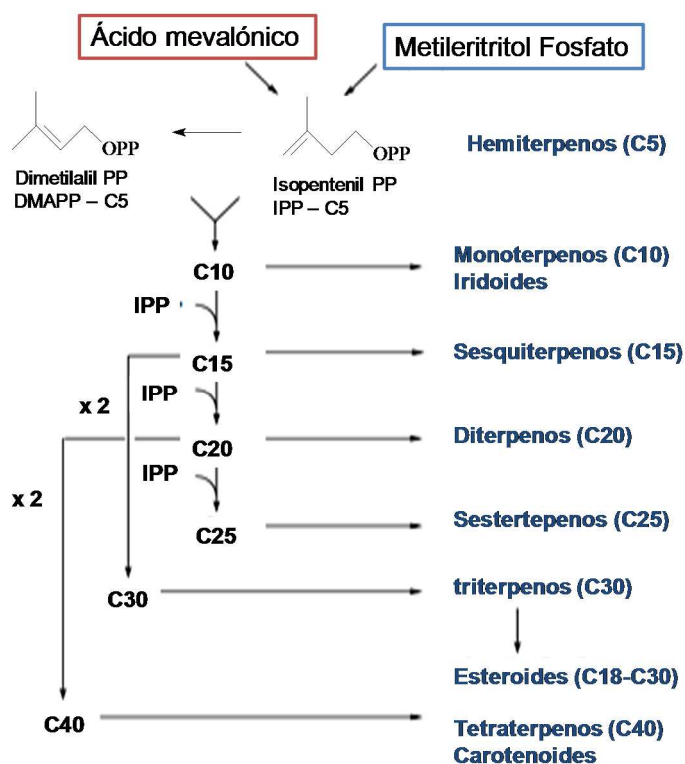 Ácido mevalónico
Metileritritol Fosfato
OPP
OPP
Hemiterpenos (C5)
Dimetilalil PP
DMAPP – C5
Isopentenil PP
IPP – C5
C10
Monoterpenos (C10)
Iridoides
IPP
C15
Sesquiterpenos (C15)
IPP
x 2
C20
Diterpenos (C20)
IPP
x 2
C25
Sestertepenos (C25)
C30
triterpenos (C30)
Esteroides (C18-C30)
C40
Tetraterpenos (C40)
Carotenoides